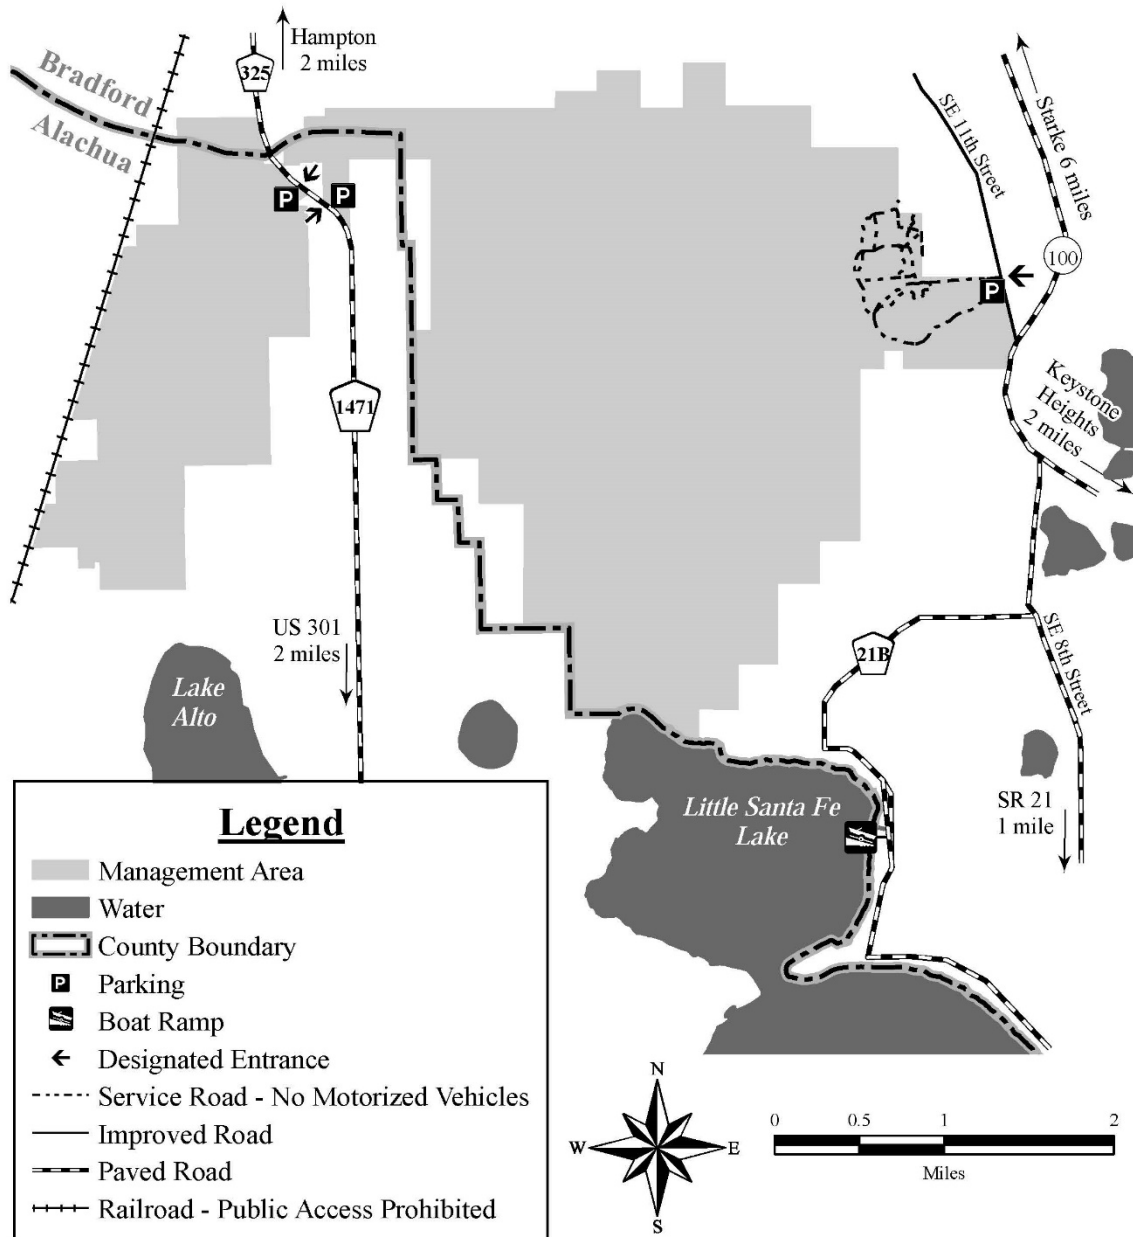 Hampton
2 miles
325
Bradford
Alachua
P
P
SE 11th Street
Starke 6 miles
100
P
Keystone
Heights
2 miles
1471
US 301
2 miles
21B
SE 8th Street
Lake
Alto
Little Santa Fe
Lake
SR 21
1 mile
Legend
Management Area
Water
County Boundary
P Parking
Boat Ramp
Designated Entrance
Service Road - No Motorized Vehicles
Improved Road
Paved Road
Railroad - Public Access Prohibited
N
W E
S
0 0.5 1 2
Miles